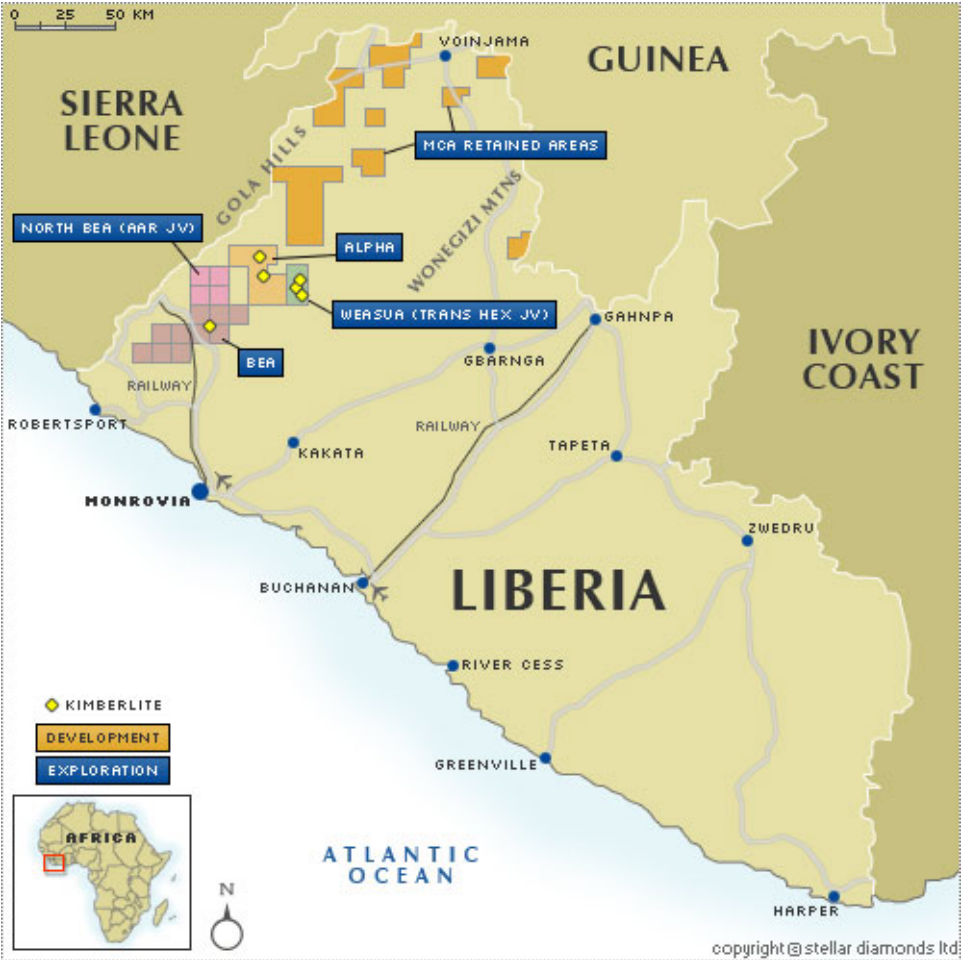 0 25 50 KM
VOINJAMA
GUINEA
SIERRA
LEONE
MCA RETAINED AREAS
GOLA HILLS
WONEGIZI MTNS
NORTH BEA (AAR JV)
ALPHA
WEASUA (TRANS HEX JV)
GAHNPA
BEA
GBARNGA
IVORY
COAST
RAILWAY
ROBERTSPORT
RAILWAY
KAKATA
TAPETA
MONROVIA
ZWEDRU
BUCHANAN
LIBERIA
RIVER CESS
KIMBERLITE
DEVELOPMENT
EXPLORATION
GREENVILLE
AFRICA
ATLANTIC
OCEAN
N
HARPER
copyright@stellar diamonds ltd